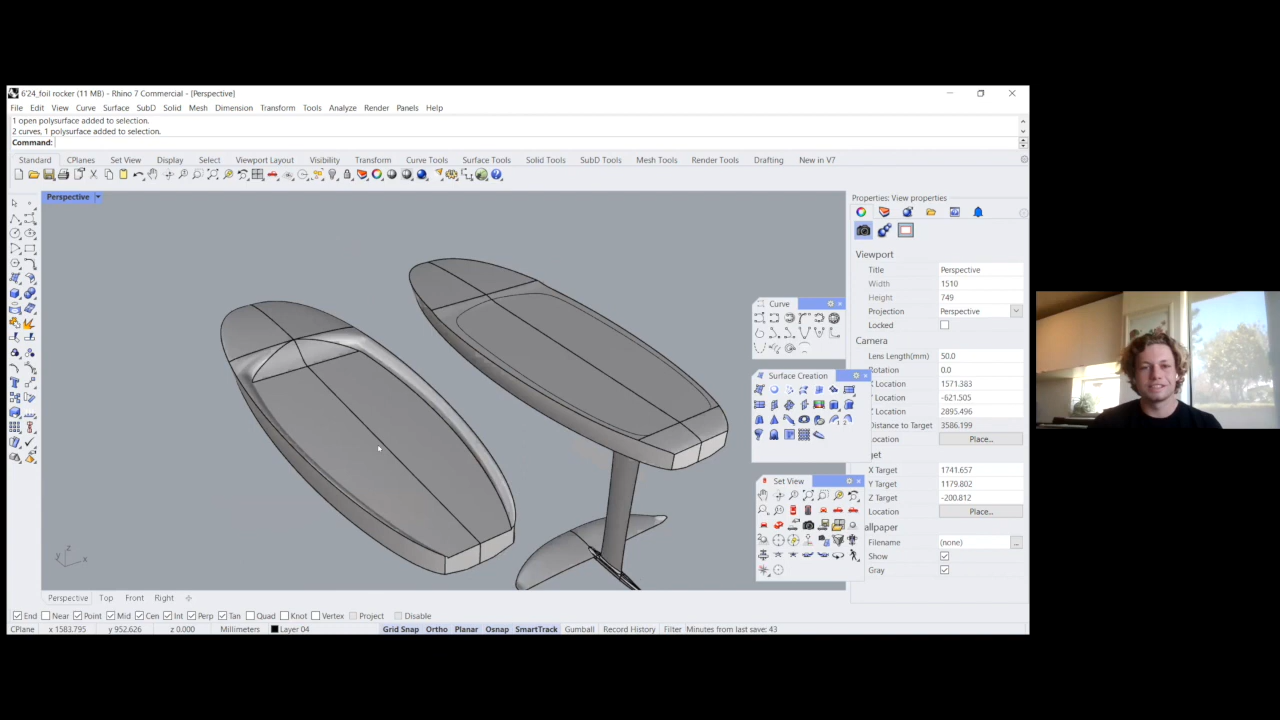 6'24_foil rocker (11 MB) - Rhino 7 Commercial - [Perspective]
File Edit View Curve Surface SubD Solid Mesh Dimension Transform Tools Analyze Render Panels Help
1 open polysurface added to selection.
2 curves, 1 polysurface added to selection.
Command:
Standard CPlanes Set View Display Select Viewport Layout Visibility Transform Curve Tools Surface Tools Solid Tools SubD Tools Mesh Tools Render Tools Drafting New in V7
Perspective
Properties: View properties
Viewport
Title Perspective
Width 1510
Height 749
Projection Perspective
Locked
Camera
Lens Length(mm) 50.0
Rotation 0.0
X Location 1571.383
Y Location -621.505
Z Location 2895.496
Distance to Target 3586.199
Location Place...
Target
X Target 1741.657
Y Target 1179.802
Z Target -200.812
Location Place...
Wallpaper
Filename (none) ...
Show
Gray
Curve
Surface Creation
Set View
z
y x
Perspective Top Front Right
End Near Point Mid Cen Int Perp Tan Quad Knot Vertex Project Disable
CPlane x 1583.795 y 952.626 z 0.000 Millimeters Layer 04 Grid Snap Ortho Planar Osnap SmartTrack Gumball Record History Filter Minutes from last save: 43